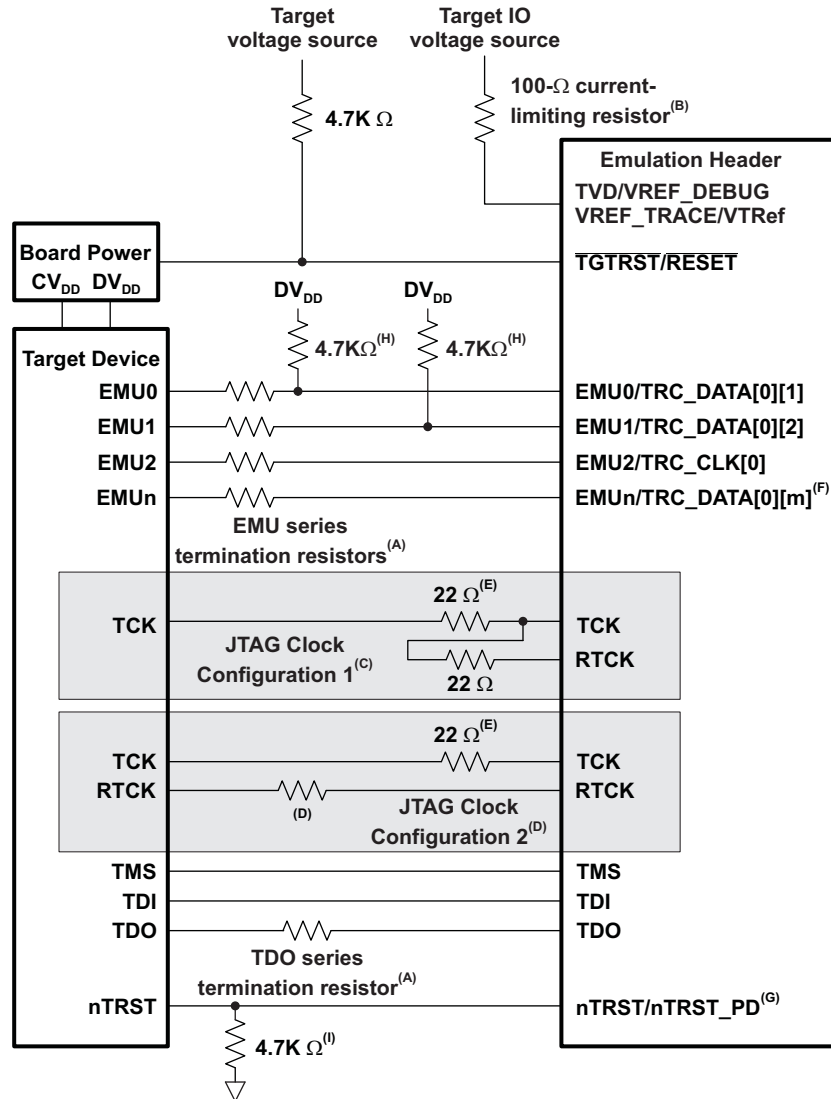 Target
voltage source
Target IO
voltage source
4.7K Ω
100-Ω current-
limiting resistor(B)
Emulation Header
TVD/VREF_DEBUG
VREF_TRACE/VTRef
Board Power
CVDD DVDD
TGTRST/RESET
DVDD
DVDD
4.7KΩ(H)
4.7KΩ(H)
Target Device
EMU0
EMU0/TRC_DATA[0][1]
EMU1
EMU1/TRC_DATA[0][2]
EMU2
EMU2/TRC_CLK[0]
EMUn
EMUn/TRC_DATA[0][m](F)
EMU series
termination resistors(A)
22 Ω(E)
TCK
TCK
JTAG Clock
Configuration 1(C)
RTCK
22 Ω
22 Ω(E)
TCK
TCK
RTCK
(D)
RTCK
JTAG Clock
Configuration 2(D)
TMS
TMS
TDI
TDI
TDO
TDO
TDO series
termination resistor(A)
nTRST
nTRST/nTRST_PD(G)
4.7K Ω(I)